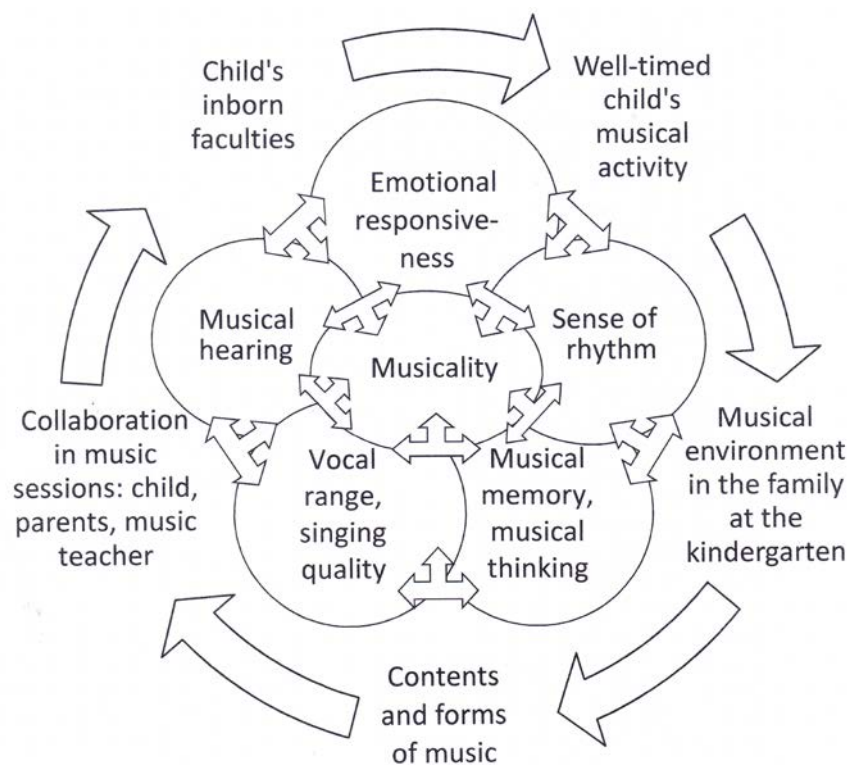 Child's
inborn
faculties
Well-timed
child's
musical
activity
Emotional
responsive-
ness
Musical
hearing
Sense of
rhythm
Musicality
Collaboration
in music
sessions: child,
parents, music
teacher
Vocal
range,
singing
quality
Musical
memory,
musical
thinking
Musical
environment
in the family
at the
kindergarten
Contents
and forms
of music